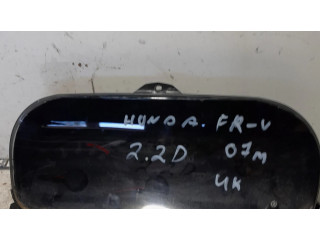 HONDA. FR-V
2.2D 07M
UK